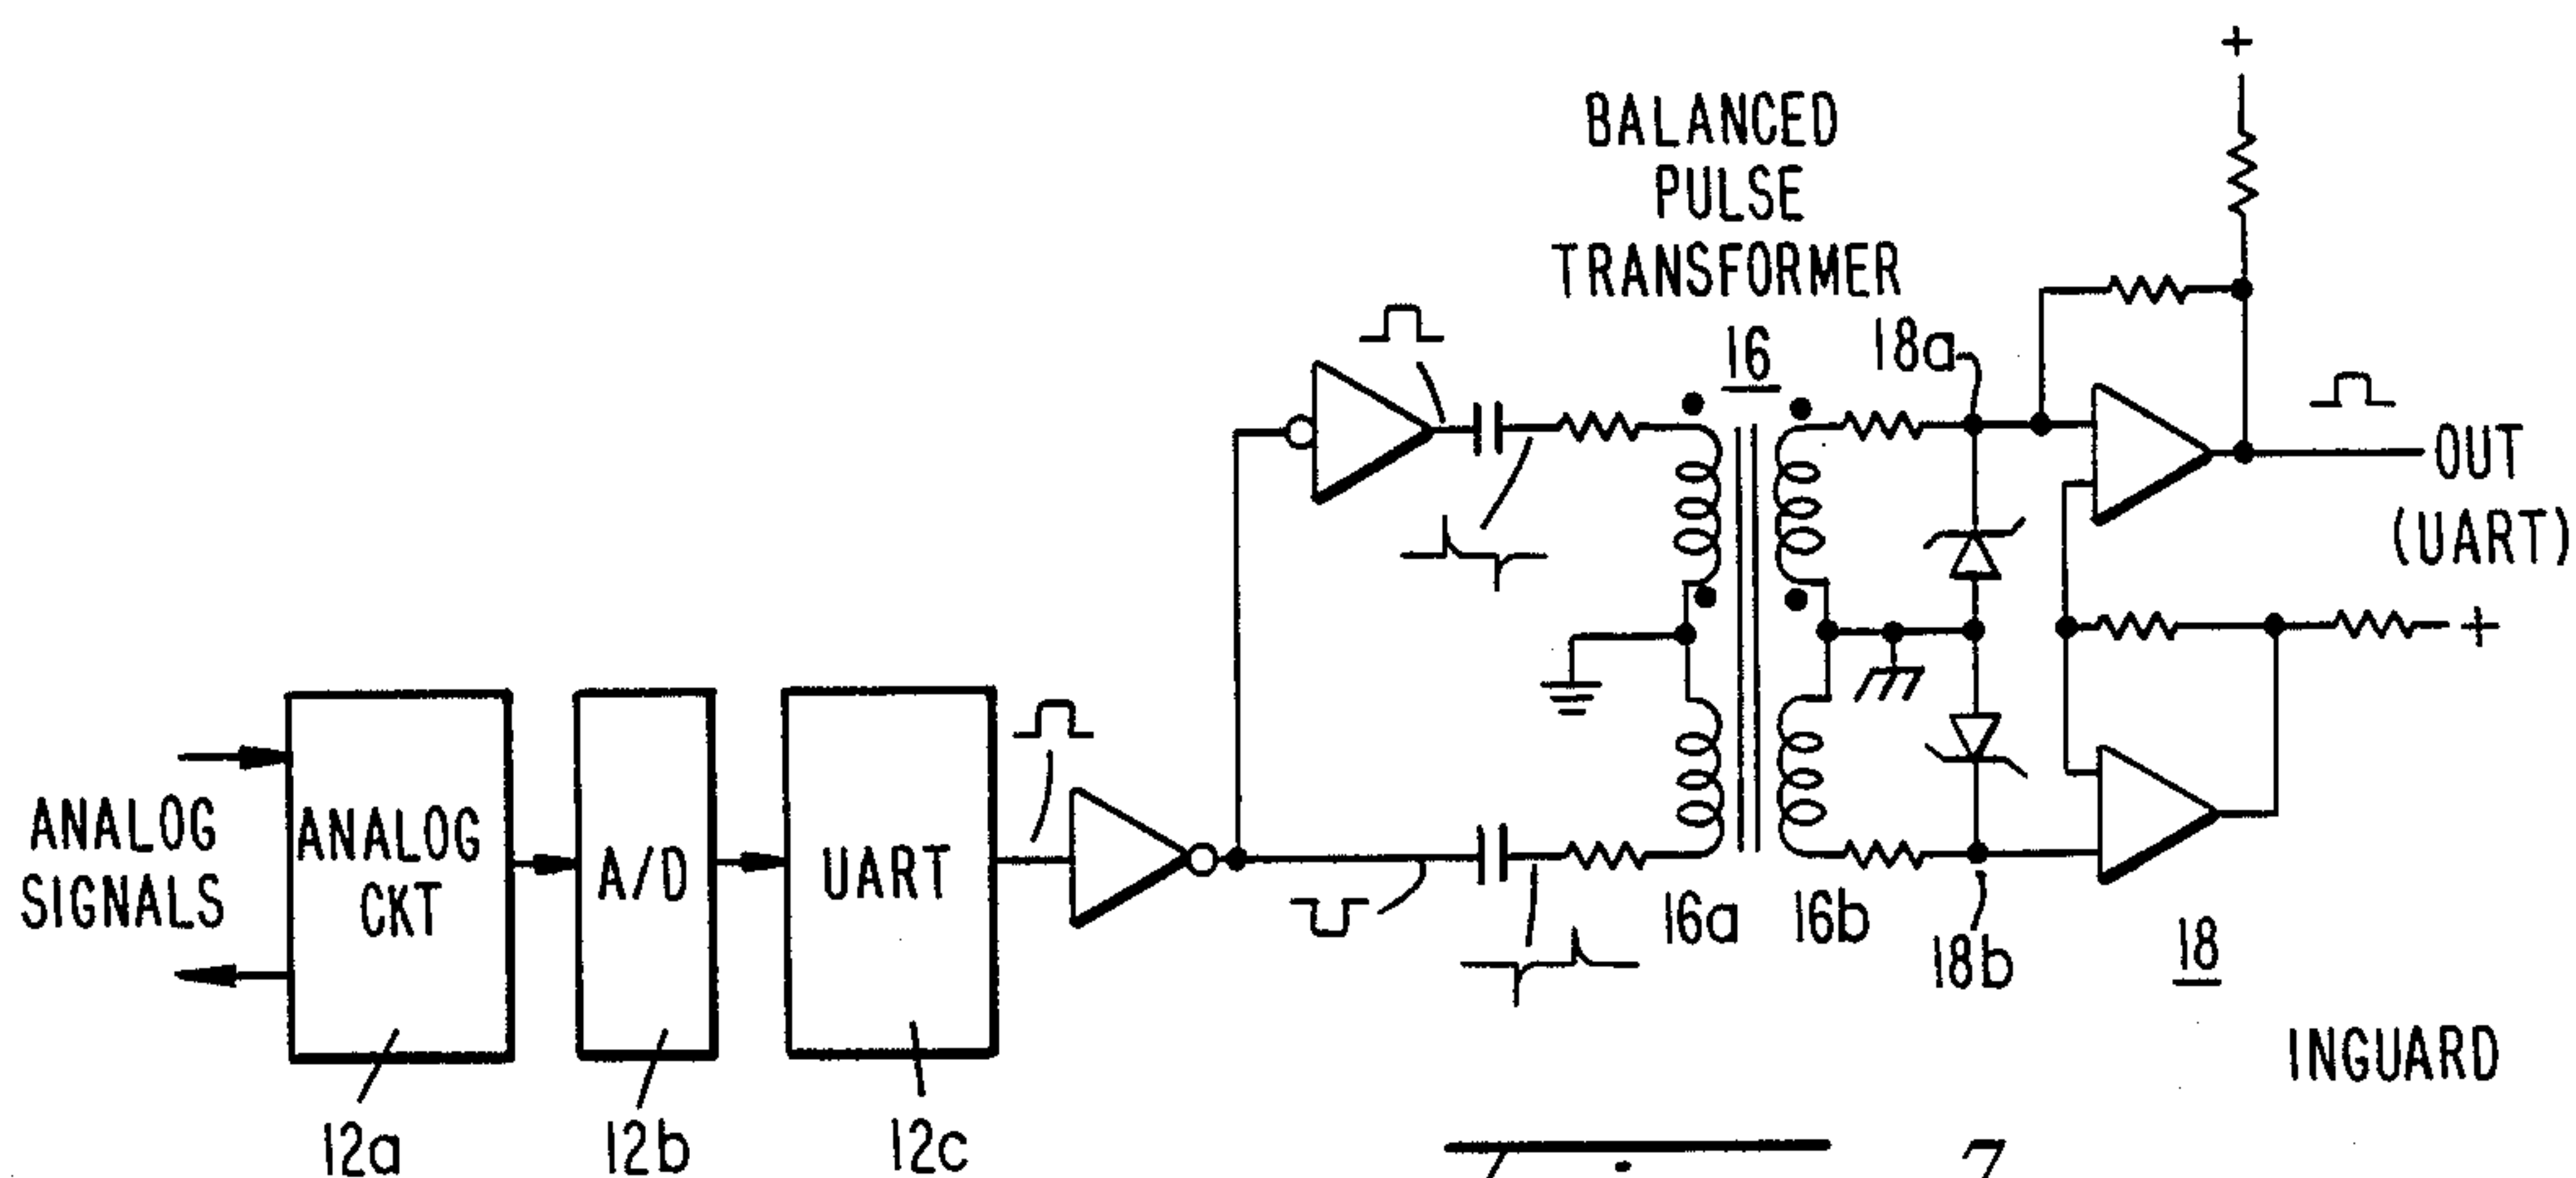 +
BALANCED
PULSE
TRANSFORMER
16
18a
OUT
(UART)
+
ANALOG
SIGNALS
ANALOG
CKT
A/D
UART
16a
16b
18b
18
INGUARD
12a
12b
12c